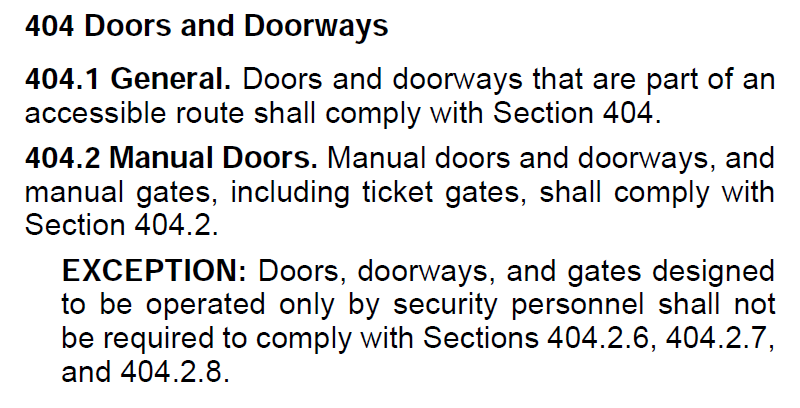 404 Doors and Doorways
404.1 General. Doors and doorways that are part of an
accessible route shall comply with Section 404.
404.2 Manual Doors. Manual doors and doorways, and
manual gates, including ticket gates, shall comply with
Section 404.2.
EXCEPTION: Doors, doorways, and gates designed
to be operated only by security personnel shall not
be required to comply with Sections 404.2.6, 404.2.7,
and 404.2.8.